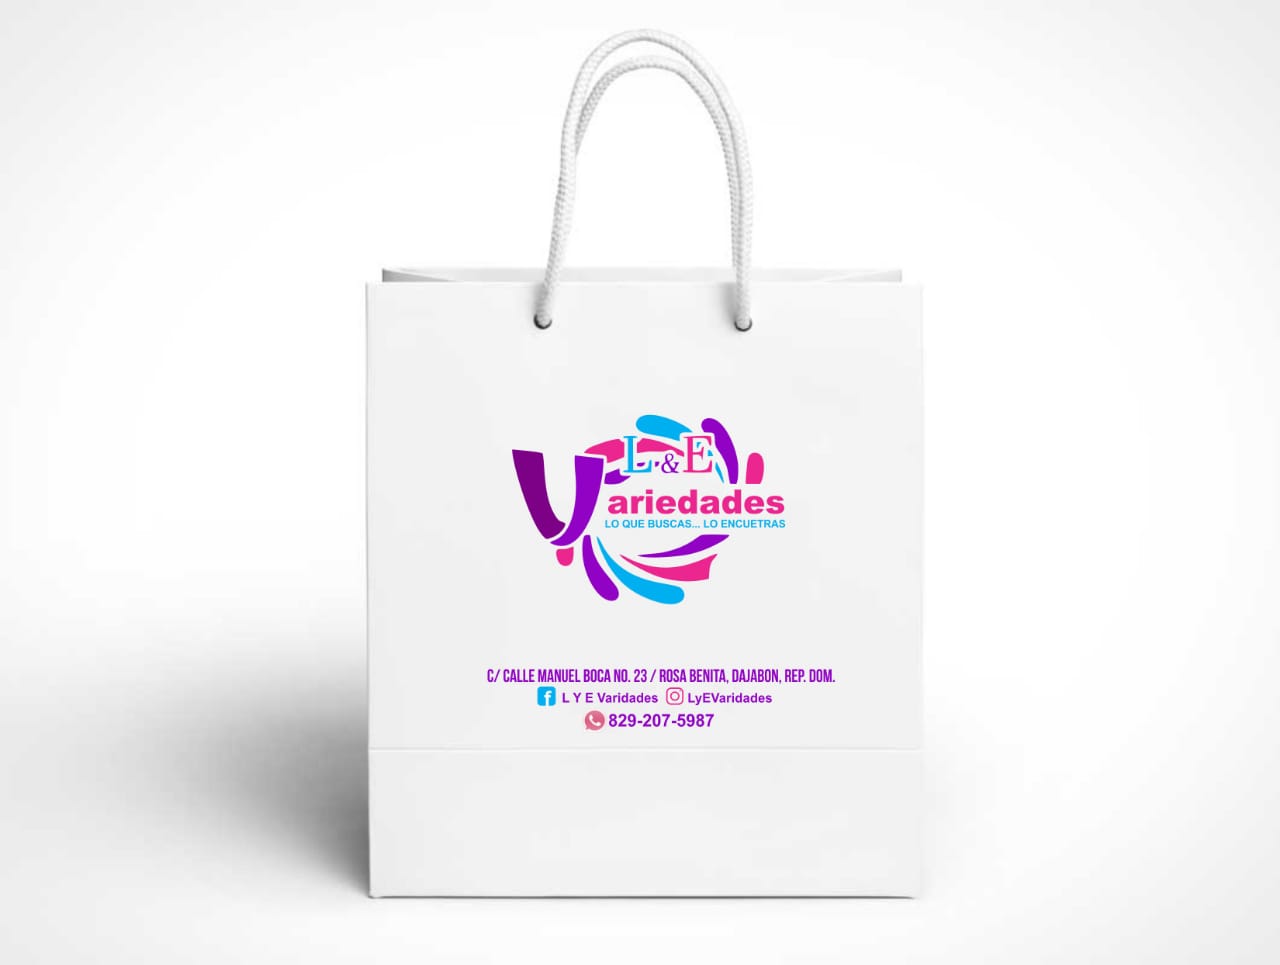 L & E
Variedades
LO QUE BUSCAS... LO ENCUETRAS
C/ CALLE MANUEL BOCA NO. 23 / ROSA BENITA, DAJABON, REP. DOM.
L Y E Varidades LyEVaridades
829-207-5987